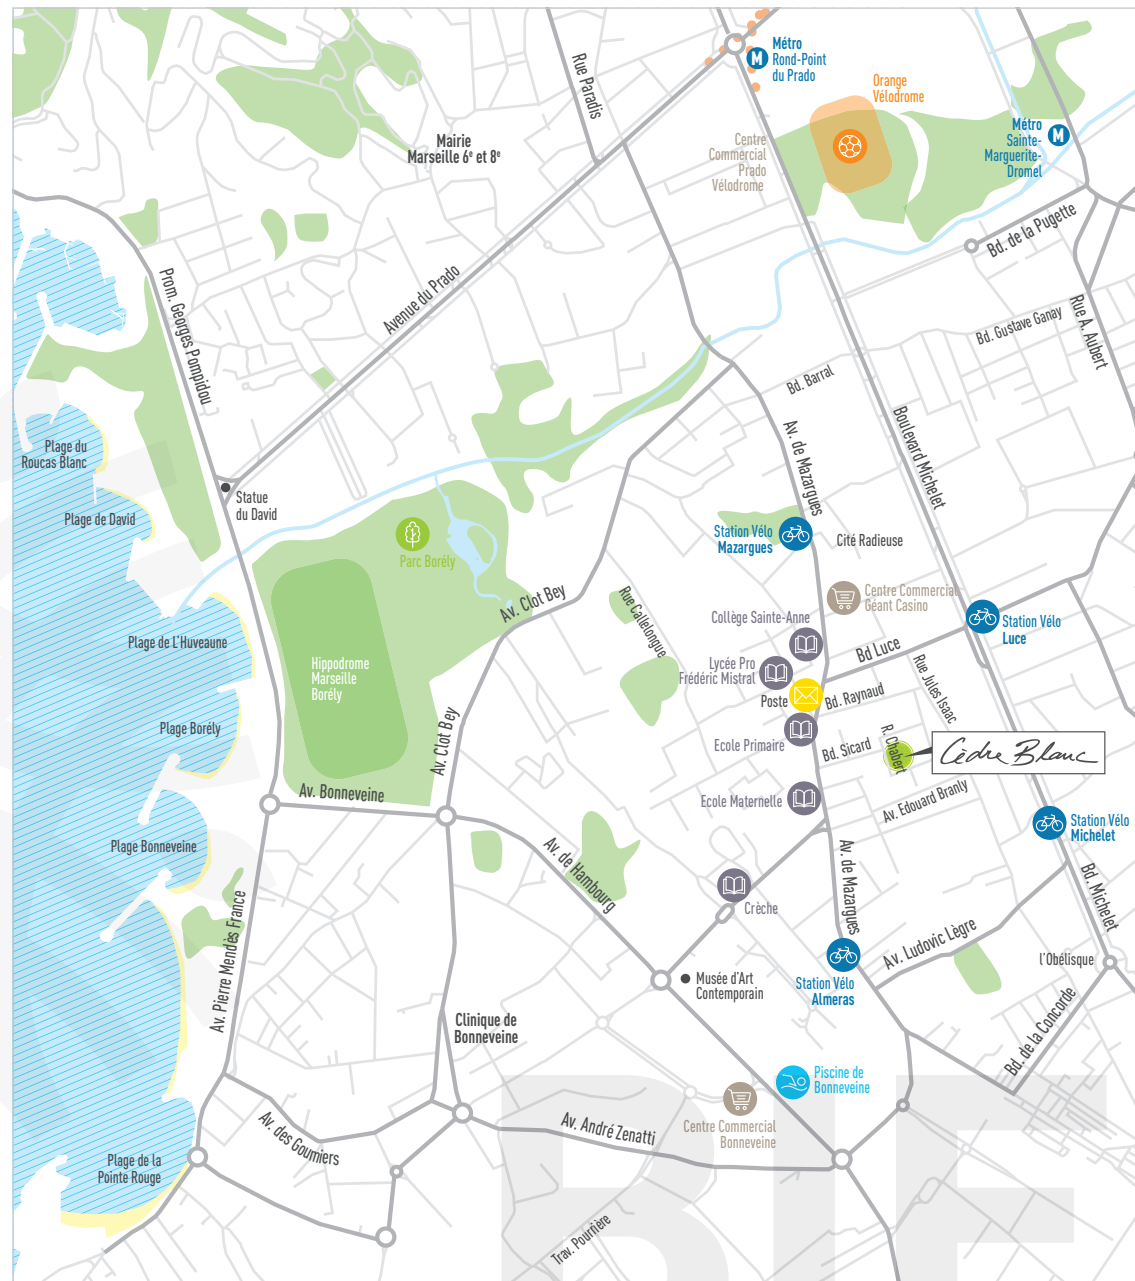 Métro
Rond-Point
du Prado
Rue Paradis
Orange
Vélodrome
Mairie
Marseille 6e et 8e
Centre
Commercial
Prado
Vélodrome
Métro
Sainte-
Marguerite-
Dromel
Bd. de la Pugette
Prom. Georges Pompidou
Avenue du Prado
Bd. Gustave Ganay
Rue A. Aubert
Bd. Barral
Boulevard Michelet
Av. de Mazargues
Plage du
Roucas Blanc
Statue
du David
Plage de David
Parc Borély
Station Vélo
Mazargues
Cité Radieuse
Centre Commercial
Géant Casino
Av. Clot Bey
Rue Callelongue
Collège Sainte-Anne
Station Vélo
Luce
Plage de L'Huveaune
Hippodrome
Marseille
Borély
Lycée Pro
Frédéric Mistral
Bd Luce
Rue Jules Isaac
Poste
Bd. Raynaud
Plage Borély
Av. Clot Bey
Ecole Primaire
Bd. Sicard
R. Chabert
Cèdre Blanc
Av. Bonneveine
Ecole Maternelle
Av. Edouard Branly
Station Vélo
Michelet
Plage Bonneveine
Av. de Hambourg
Av. de Mazargues
Bd. Michelet
Crèche
Av. Pierre Mendès France
Av. Ludovic Lègre
l'Obélisque
Musée d'Art
Contemporain
Station Vélo
Almeras
Clinique de
Bonneveine
Bd. de la Concorde
Piscine de
Bonneveine
Centre Commercial
Bonneveine
Av. des Goumiers
Av. André Zenatti
Plage de la
Pointe Rouge
Trav. Pourrière